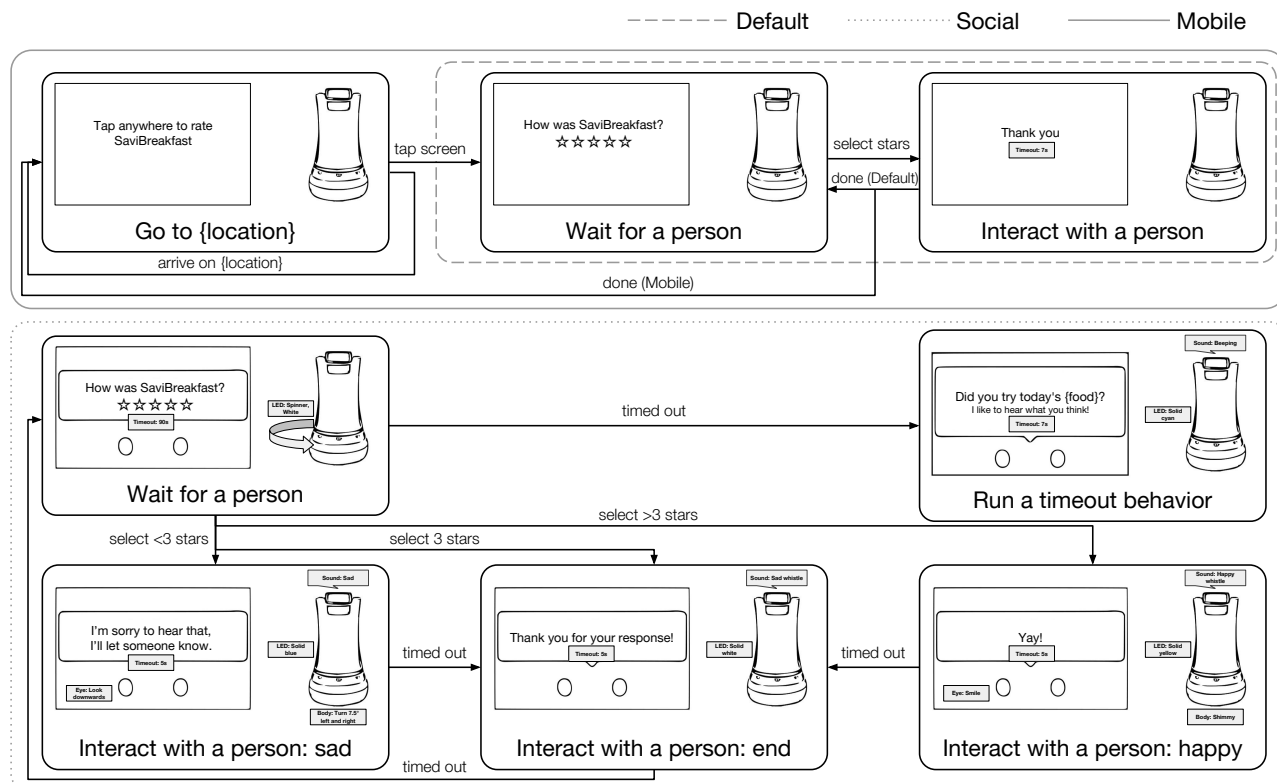 Default
Social
Mobile
Tap anywhere to rate
SaviBreakfast
Go to {location}
tap screen
arrive on {location}
How was SaviBreakfast?
☆☆☆☆☆
Wait for a person
select stars
done (Default)
done (Mobile)
Thank you
Timeout: 7s
Interact with a person
How was SaviBreakfast?
☆☆☆☆☆
Timeout: 90s
LED: Spinner,
White
Wait for a person
timed out
Sound: Beeping
Did you try today's {food}?
I like to hear what you think!
Timeout: 7s
LED: Solid
cyan
Run a timeout behavior
select <3 stars
select 3 stars
select >3 stars
Sound: Sad
I'm sorry to hear that,
I'll let someone know.
Timeout: 5s
LED: Solid
blue
Eye: Look
downwards
Body: Turn 7.5°
left and right
Interact with a person: sad
timed out
Sound: Sad whistle
Thank you for your response!
Timeout: 5s
LED: Solid
white
Interact with a person: end
timed out
Sound: Happy
whistle
Yay!
Timeout: 5s
LED: Solid
yellow
Eye: Smile
Body: Shimmy
Interact with a person: happy
timed out